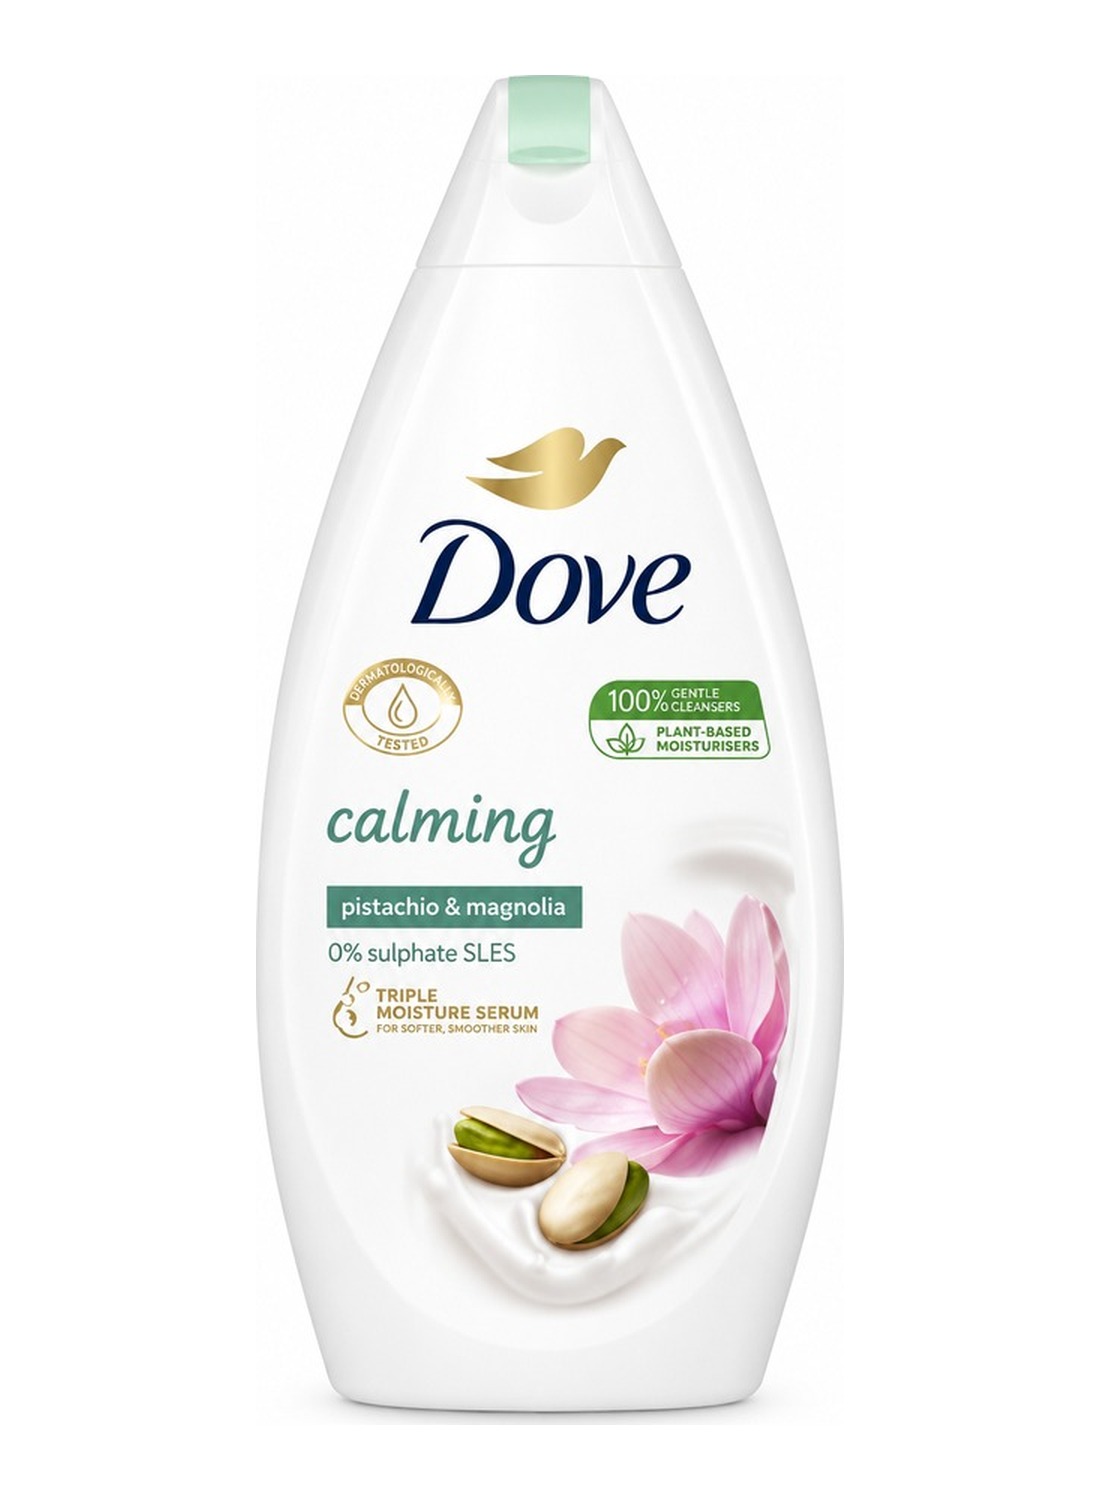 Dove
DERMATOLOGICALLY
TESTED
100% GENTLE
CLEANSERS
PLANT-BASED
MOISTURISERS
calming
pistachio & magnolia
0% sulphate SLES
TRIPLE
MOISTURE SERUM
FOR SOFTER, SMOOTHER SKIN